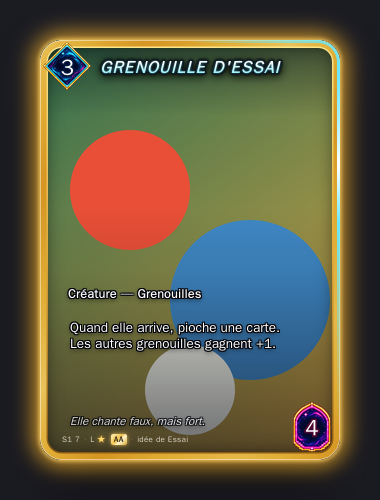 3
GRENOUILLE D'ESSAI
Créature — Grenouilles
Quand elle arrive, pioche une carte.
Les autres grenouilles gagnent +1.
Elle chante faux, mais fort.
S1 7 · L ★ AA · idée de Essai
4